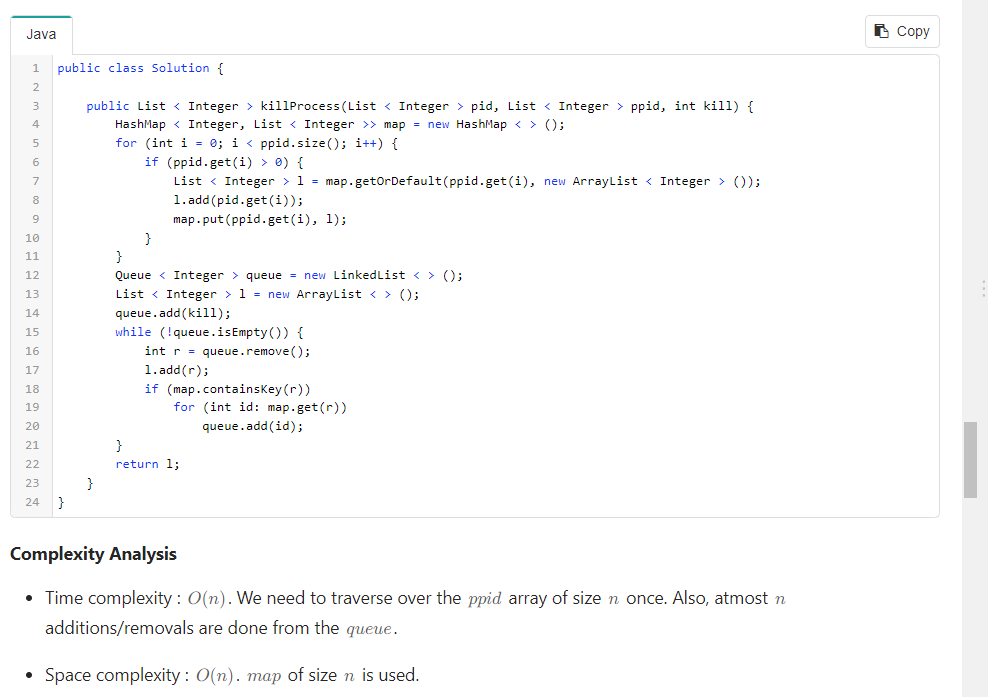 Java
Copy
1 public class Solution {
2
3     public List < Integer > killProcess(List < Integer > pid, List < Integer > ppid, int kill) {
4         HashMap < Integer, List < Integer >> map = new HashMap < > ();
5         for (int i = 0; i < ppid.size(); i++) {
6             if (ppid.get(i) > 0) {
7                 List < Integer > l = map.getOrDefault(ppid.get(i), new ArrayList < Integer > ());
8                 l.add(pid.get(i));
9                 map.put(ppid.get(i), l);
10             }
11         }
12         Queue < Integer > queue = new LinkedList < > ();
13         List < Integer > l = new ArrayList < > ();
14         queue.add(kill);
15         while (!queue.isEmpty()) {
16             int r = queue.remove();
17             l.add(r);
18             if (map.containsKey(r))
19                 for (int id: map.get(r))
20                     queue.add(id);
21         }
22         return l;
23     }
24 }
Complexity Analysis
• Time complexity : O(n). We need to traverse over the ppid array of size n once. Also, atmost n
additions/removals are done from the queue.
• Space complexity : O(n). map of size n is used.